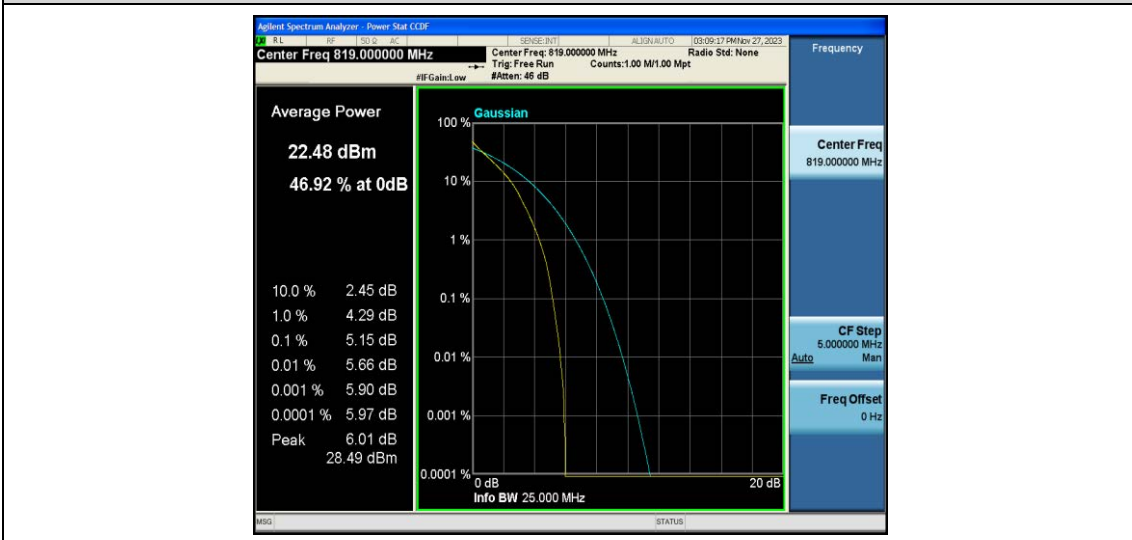 Agilent Spectrum Analyzer - Power Stat CCDF
RL RF 50 Ω AC SENSE:INT ALIGN AUTO 03:09:17 PM Nov 27, 2023
Center Freq 819.000000 MHz
Center Freq: 819.000000 MHz Radio Std: None
Trig: Free Run Counts:1.00 M/1.00 Mpt
#IFGain:Low #Atten: 46 dB
Frequency
Average Power
22.48 dBm
46.92 % at 0dB
10.0 % 2.45 dB
1.0 % 4.29 dB
0.1 % 5.15 dB
0.01 % 5.66 dB
0.001 % 5.90 dB
0.0001 % 5.97 dB
Peak 6.01 dB
28.49 dBm
Gaussian
100 %
10 %
1 %
0.1 %
0.01 %
0.001 %
0.0001 %
0 dB 20 dB
Info BW 25.000 MHz
Center Freq
819.000000 MHz
CF Step
5.000000 MHz
Auto Man
Freq Offset
0 Hz
MSG STATUS